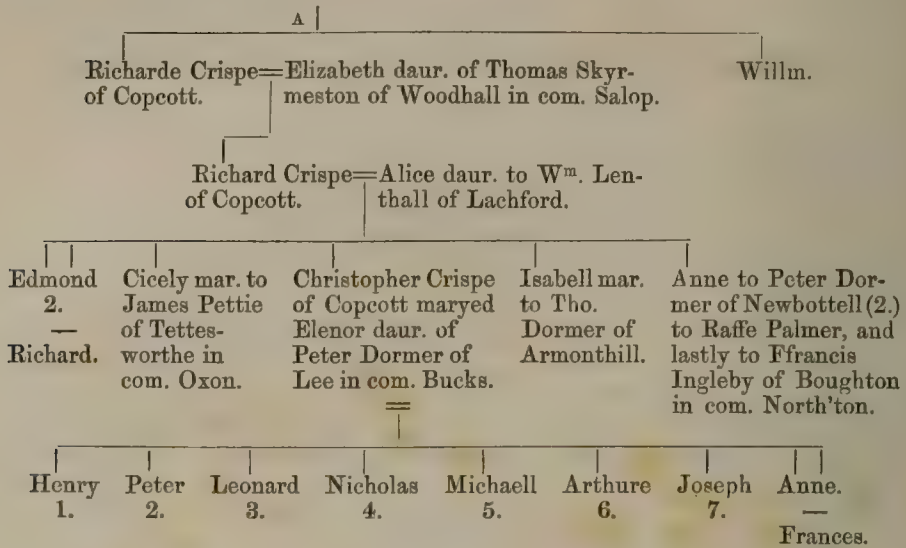 A
Richarde Crispe=Elizabeth daur. of Thomas Skyr-
of Copcott.
meston of Woodhall in com. Salop.
Willm.
Richard Crispe=Alice daur. to Wm. Len-
of Copcott.
thall of Lachford.
Edmond
2.
—
Richard.
Cicely mar. to
James Pettie
of Tettes-
worthe in
com. Oxon.
Christopher Crispe
of Copcott maryed
Elenor daur. of
Peter Dormer of
Lee in com. Bucks.
Isabell mar.
to Tho.
Dormer of
Armonthill.
Anne to Peter Dor-
mer of Newbottell (2.)
to Raffe Palmer, and
lastly to Ffrancis
Ingleby of Boughton
in com. North'ton.
=
Henry
1.
Peter
2.
Leonard
3.
Nicholas
4.
Michaell
5.
Arthure
6.
Joseph
7.
Anne.
—
Frances.